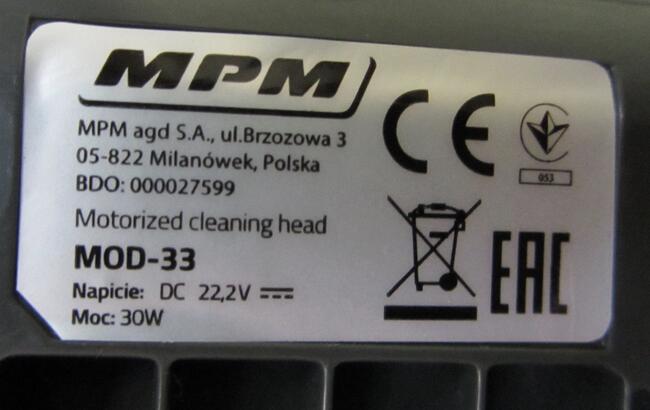 MPM
MPM agd S.A., ul.Brzozowa 3
05-822 Milanówek, Polska
BDO: 000027599
Motorized cleaning head
MOD-33
Napicie: DC 22,2V
Moc: 30W
CE
053
EAC